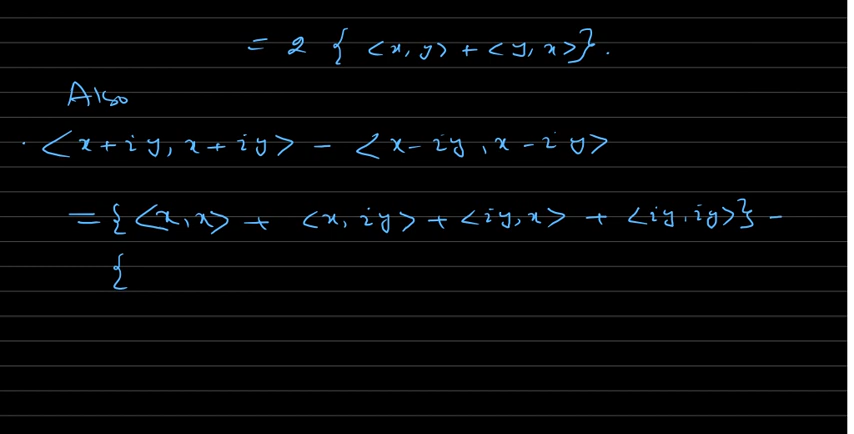 = 2 { <x, y> + <y, x> }.
Also
. <x + iy, x + iy> - <x - iy, x - iy>
= { <x, x> + <x, iy> + <iy, x> + <iy, iy> } -
{